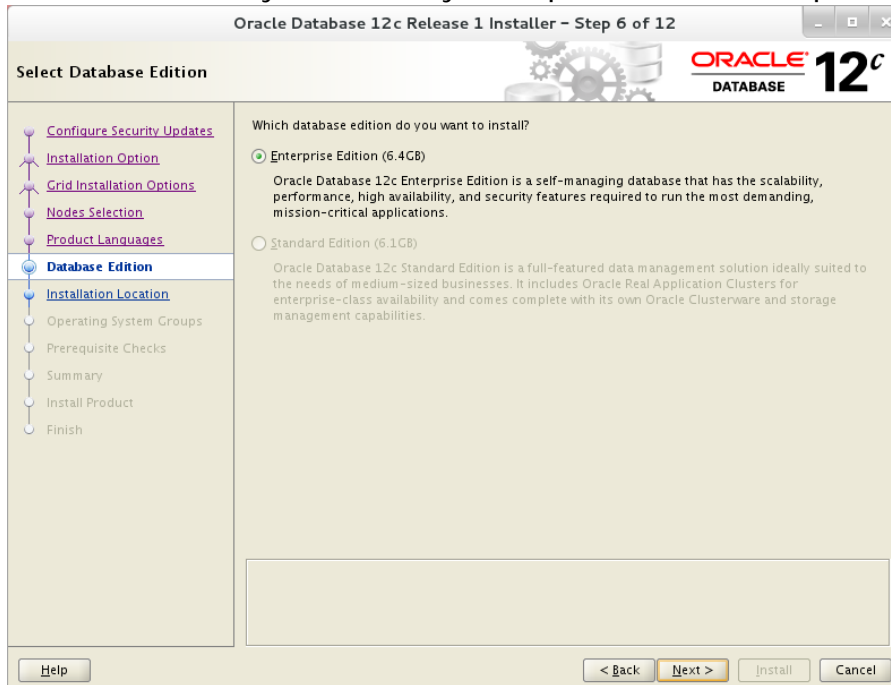 Oracle Database 12c Release 1 Installer - Step 6 of 12
Select Database Edition
ORACLE
DATABASE
12c
Configure Security Updates
Installation Option
Grid Installation Options
Nodes Selection
Product Languages
Database Edition
Installation Location
Operating System Groups
Prerequisite Checks
Summary
Install Product
Finish
Which database edition do you want to install?
Enterprise Edition (6.4GB)
Oracle Database 12c Enterprise Edition is a self-managing database that has the scalability,
performance, high availability, and security features required to run the most demanding,
mission-critical applications.
Standard Edition (6.1GB)
Oracle Database 12c Standard Edition is a full-featured data management solution ideally suited to
the needs of medium-sized businesses. It includes Oracle Real Application Clusters for
enterprise-class availability and comes complete with its own Oracle Clusterware and storage
management capabilities.
Help
< Back
Next >
Install
Cancel